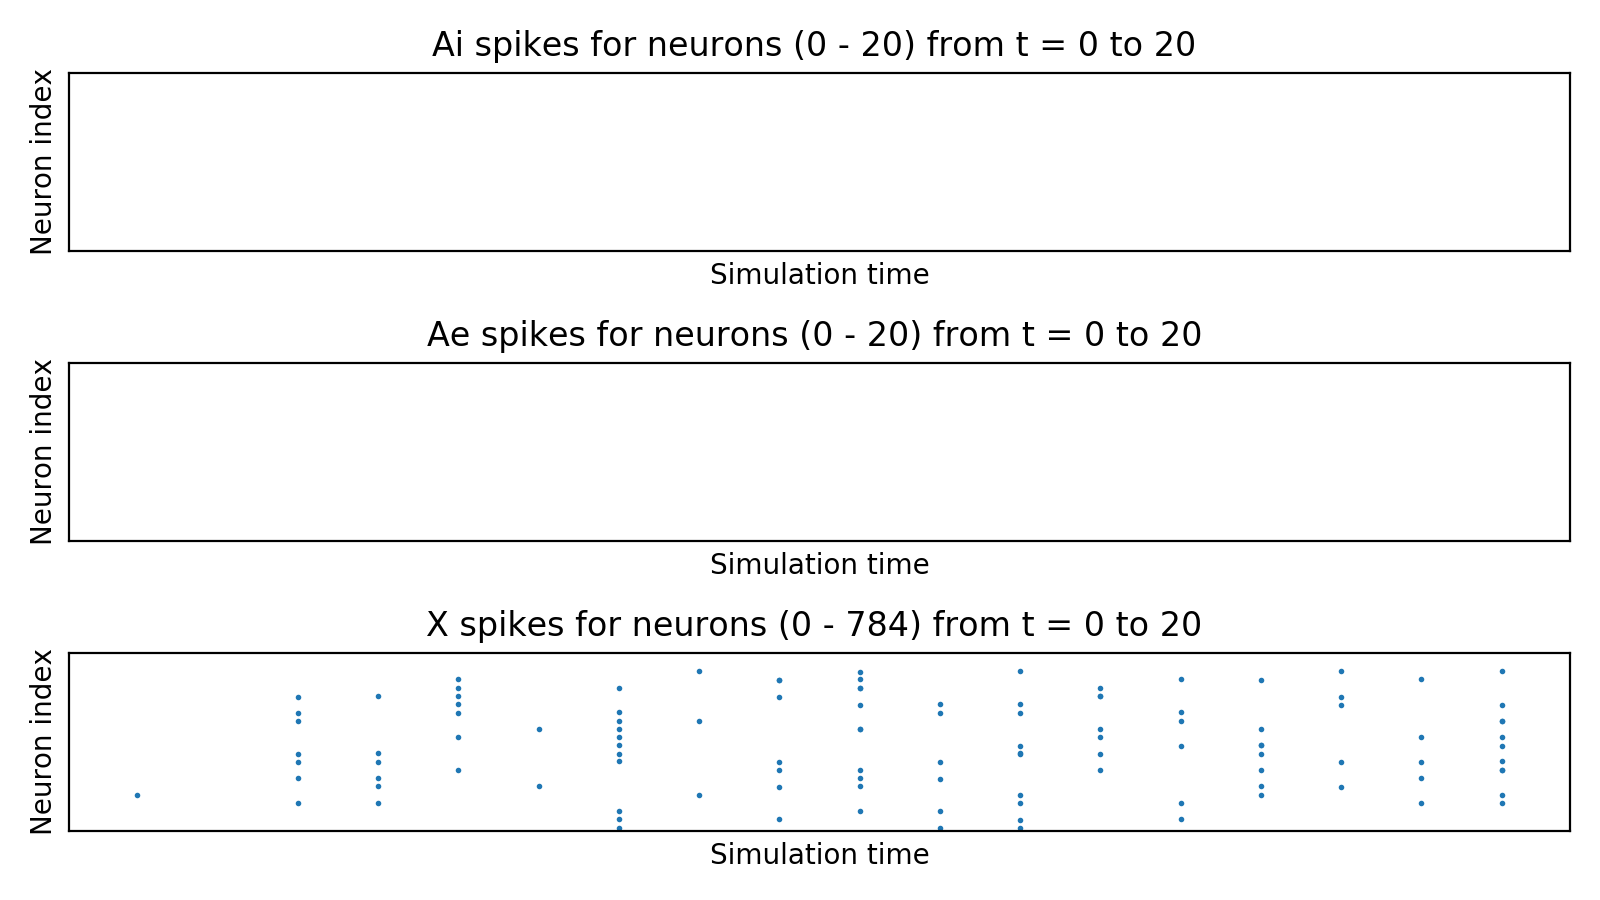 Ai spikes for neurons (0 - 20) from t = 0 to 20
Neuron index
Simulation time
Ae spikes for neurons (0 - 20) from t = 0 to 20
Neuron index
Simulation time
X spikes for neurons (0 - 784) from t = 0 to 20
Neuron index
Simulation time